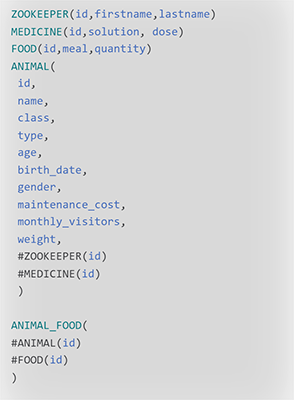 ZOOKEEPER(id,firstname,lastname)
MEDICINE(id,solution, dose)
FOOD(id,meal,quantity)
ANIMAL(
id,
name,
class,
type,
age,
birth_date,
gender,
maintenance_cost,
monthly_visitors,
weight,
#ZOOKEEPER(id)
#MEDICINE(id)
)
ANIMAL_FOOD(
#ANIMAL(id)
#FOOD(id)
)